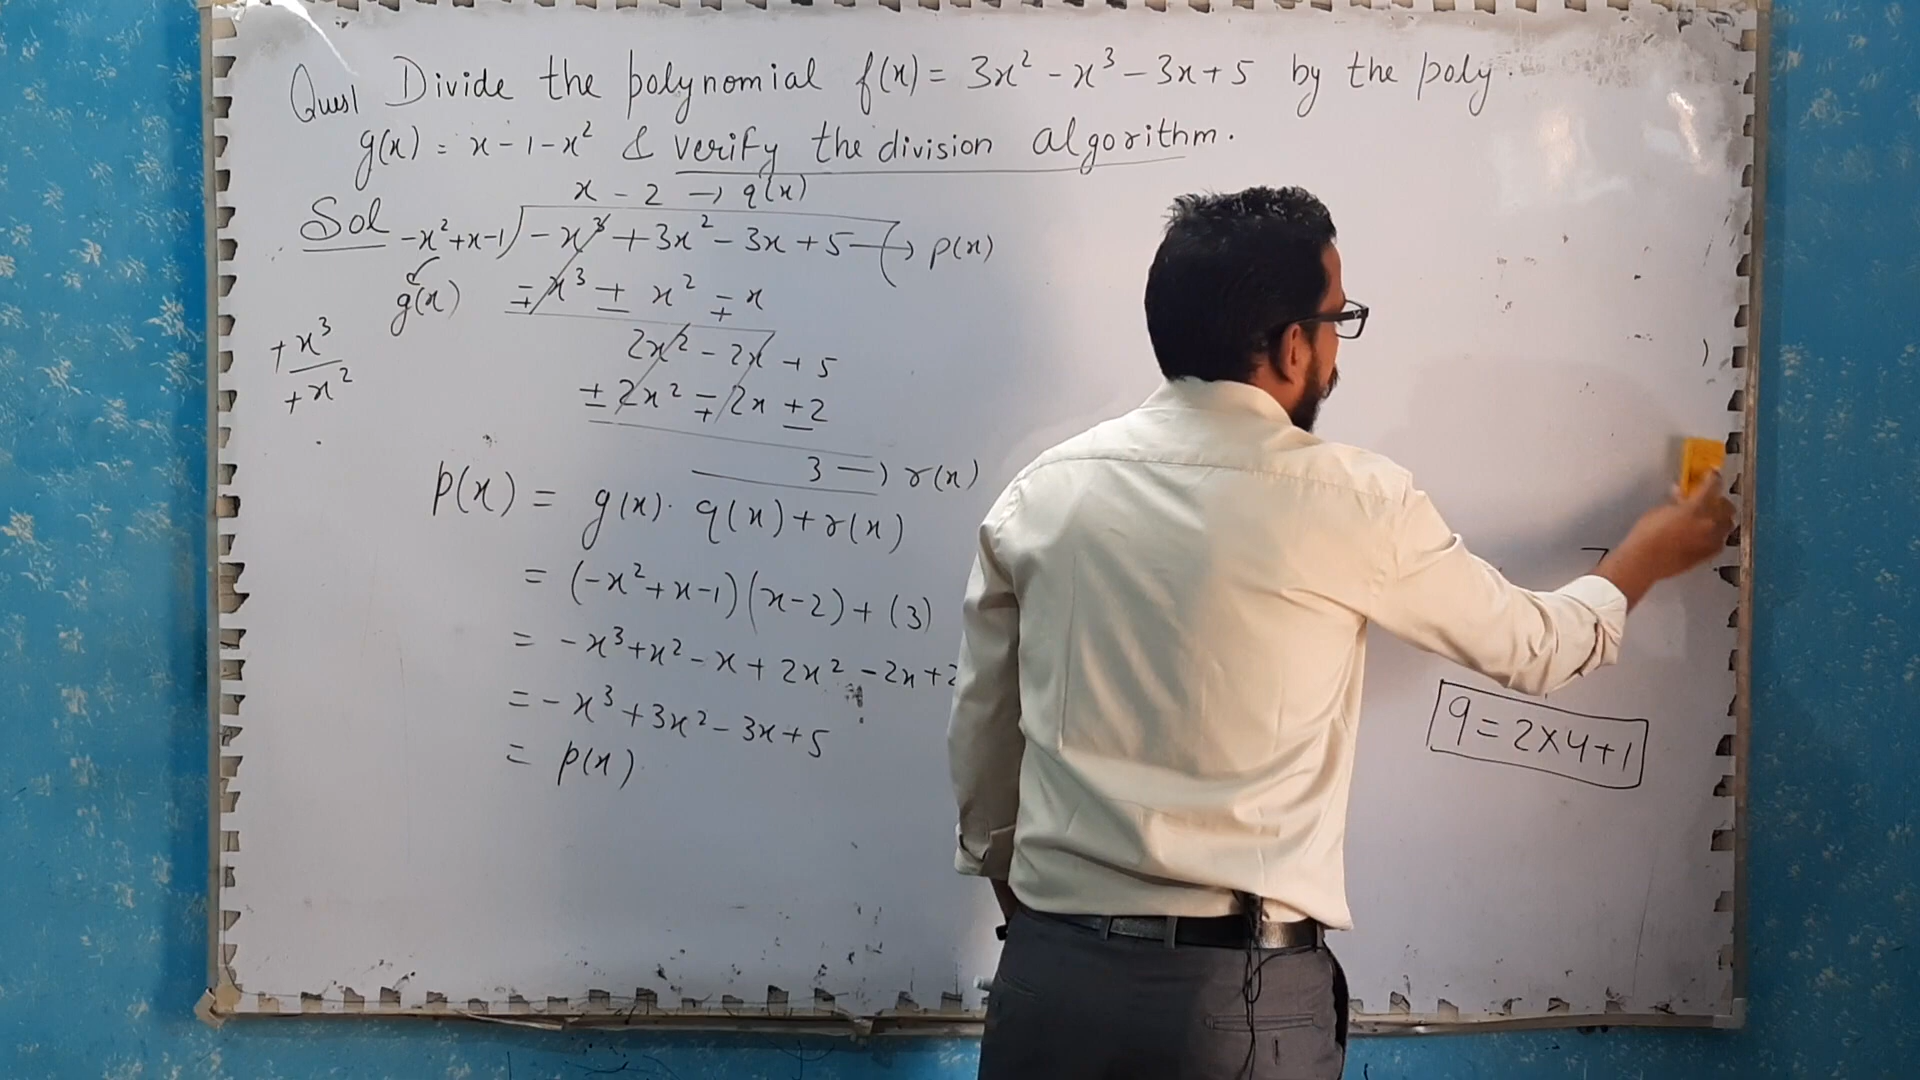 Ques1 Divide the polynomial f(x) = 3x² - x³ - 3x + 5 by the poly.
g(x) = x - 1 - x² & verify the division algorithm.
x - 2 → q(x)
Sol -x²+x-1) -x³ + 3x² - 3x + 5 → p(x)
g(x) ∓x³ ± x² ∓ x
2x² - 2x + 5
± 2x² ∓ 2x ± 2
3 → r(x)
+x³
+x²
p(x) = g(x). q(x) + r(x)
= (-x²+x-1)(x-2) + (3)
= -x³+x²-x+2x²-2x+2
= -x³+3x²-3x+5
= p(x)
9 = 2×4+1